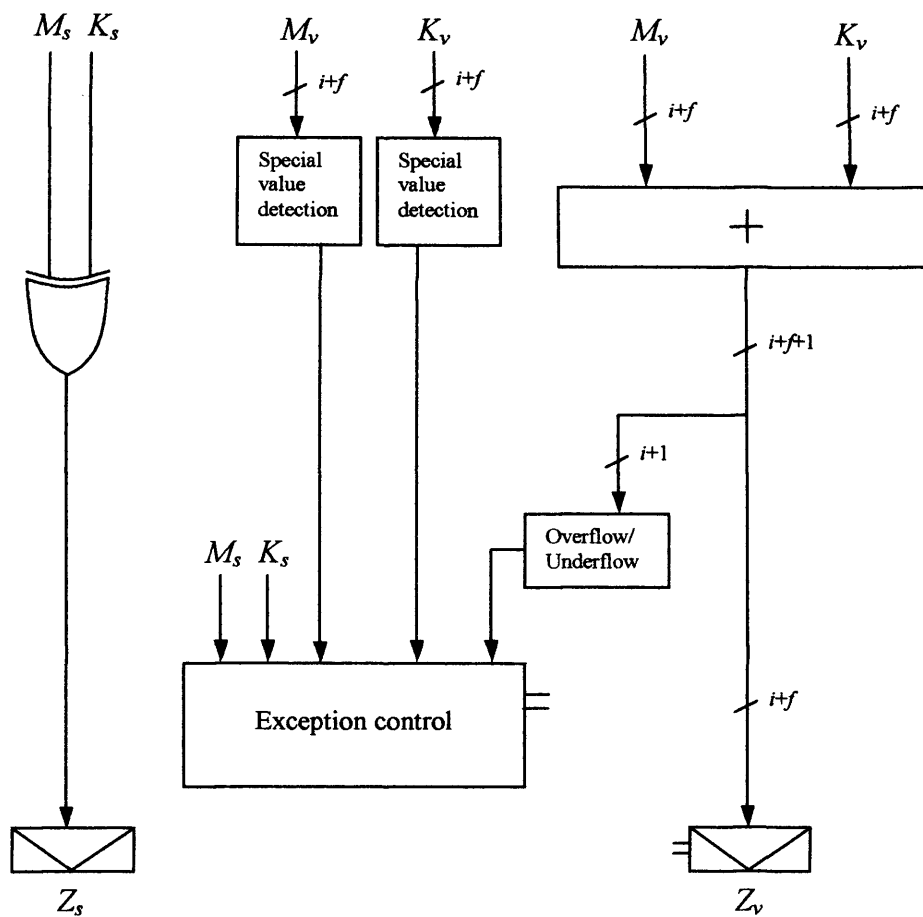 M_s K_s
M_v
K_v
M_v
K_v
i+f
i+f
i+f
i+f
Special
value
detection
Special
value
detection
+
i+f+1
i+1
Overflow/
Underflow
M_s K_s
Exception control
i+f
Z_s
Z_v